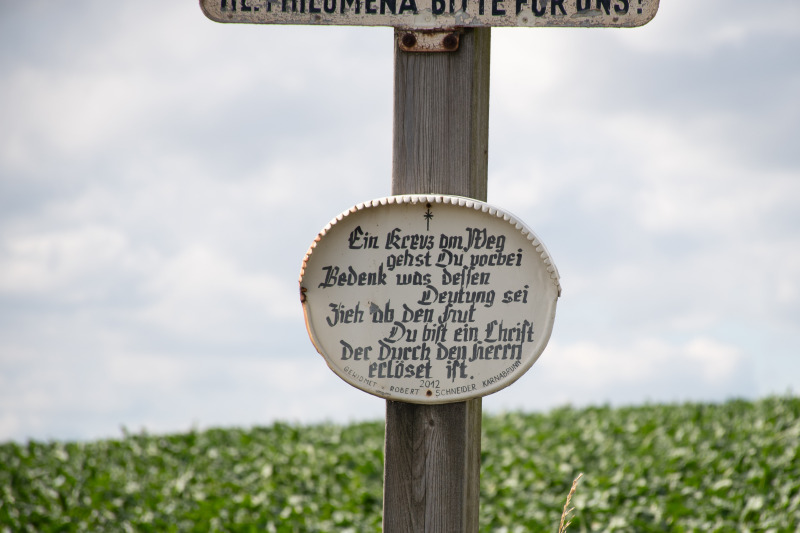 HL. PHILOMENA BITTE FÜR UNS!
Ein Kreuz am Weg
gehst Du vorbei
Bedenk was dessen
Deutung sei
Zieh ab den Hut
Du bist ein Christ
Der Durch den Herrn
erlöset ist.
2012
GEWIDMET v ROBERT SCHNEIDER KARNABRUNN